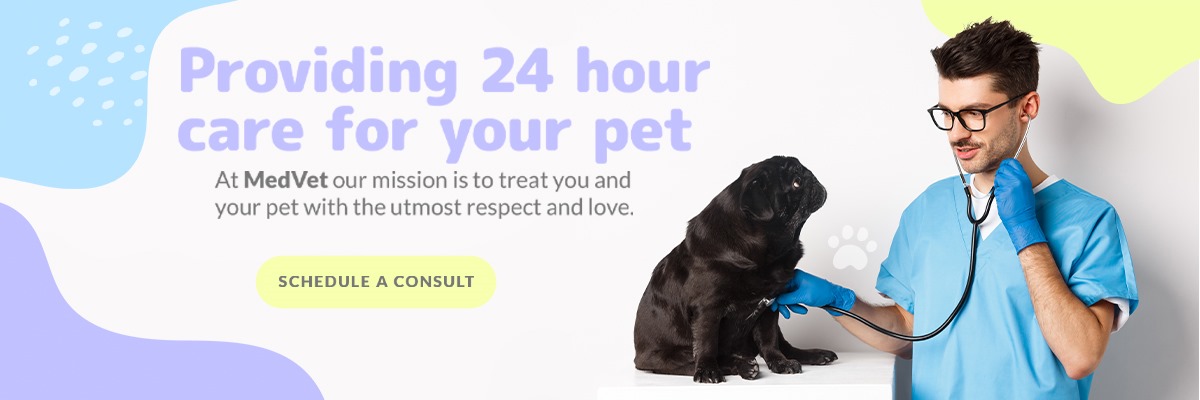 Providing 24 hour
care for your pet
At MedVet our mission is to treat you and
your pet with the utmost respect and love.
SCHEDULE A CONSULT